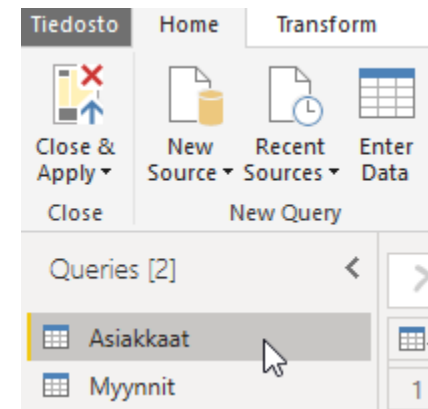 Tiedosto Home Transform
Close & Apply New Source Recent Sources Enter Data
Close New Query
Queries [2]
Asiakkaat
Myynnit
1